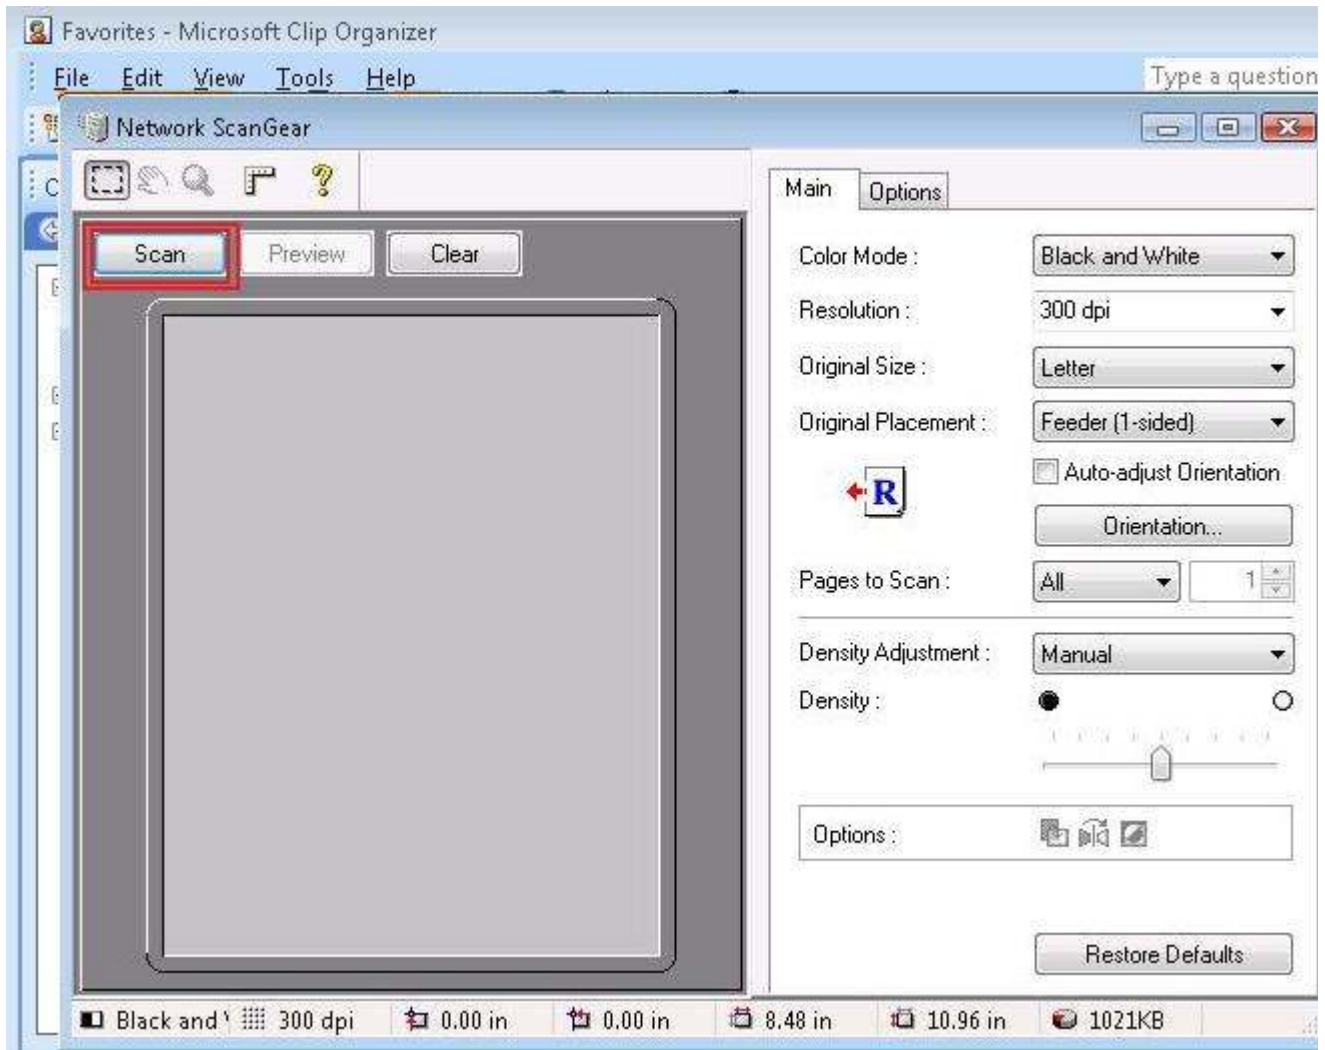 Favorites - Microsoft Clip Organizer
File Edit View Tools Help Type a question
Network ScanGear
Main Options
Scan Preview Clear
Color Mode : Black and White
Resolution : 300 dpi
Original Size : Letter
Original Placement : Feeder (1-sided)
Auto-adjust Orientation
R
Orientation...
Pages to Scan : All 1
Density Adjustment : Manual
Density :
Options :
Restore Defaults
Black and 300 dpi 0.00 in 0.00 in 8.48 in 10.96 in 1021KB